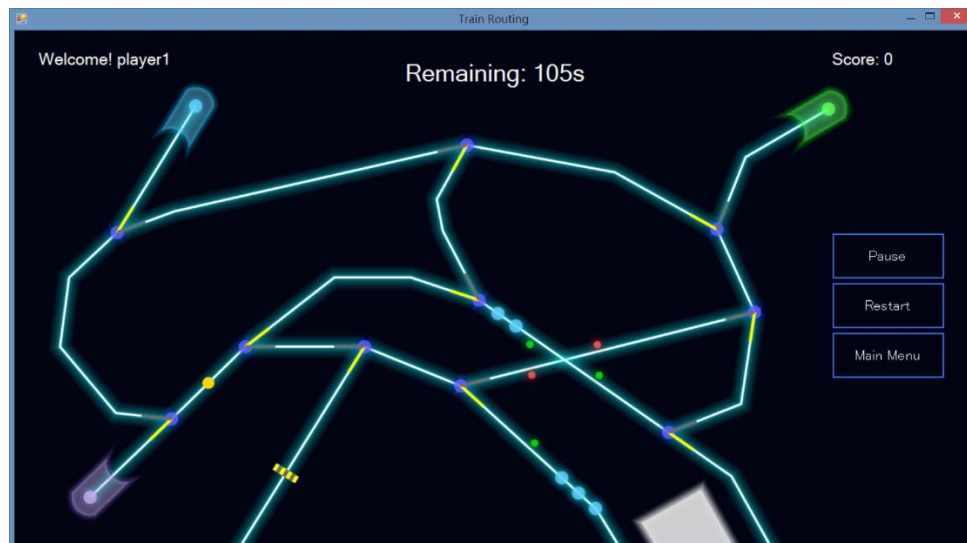 Train Routing
Welcome! player1
Remaining: 105s
Score: 0
Pause
Restart
Main Menu